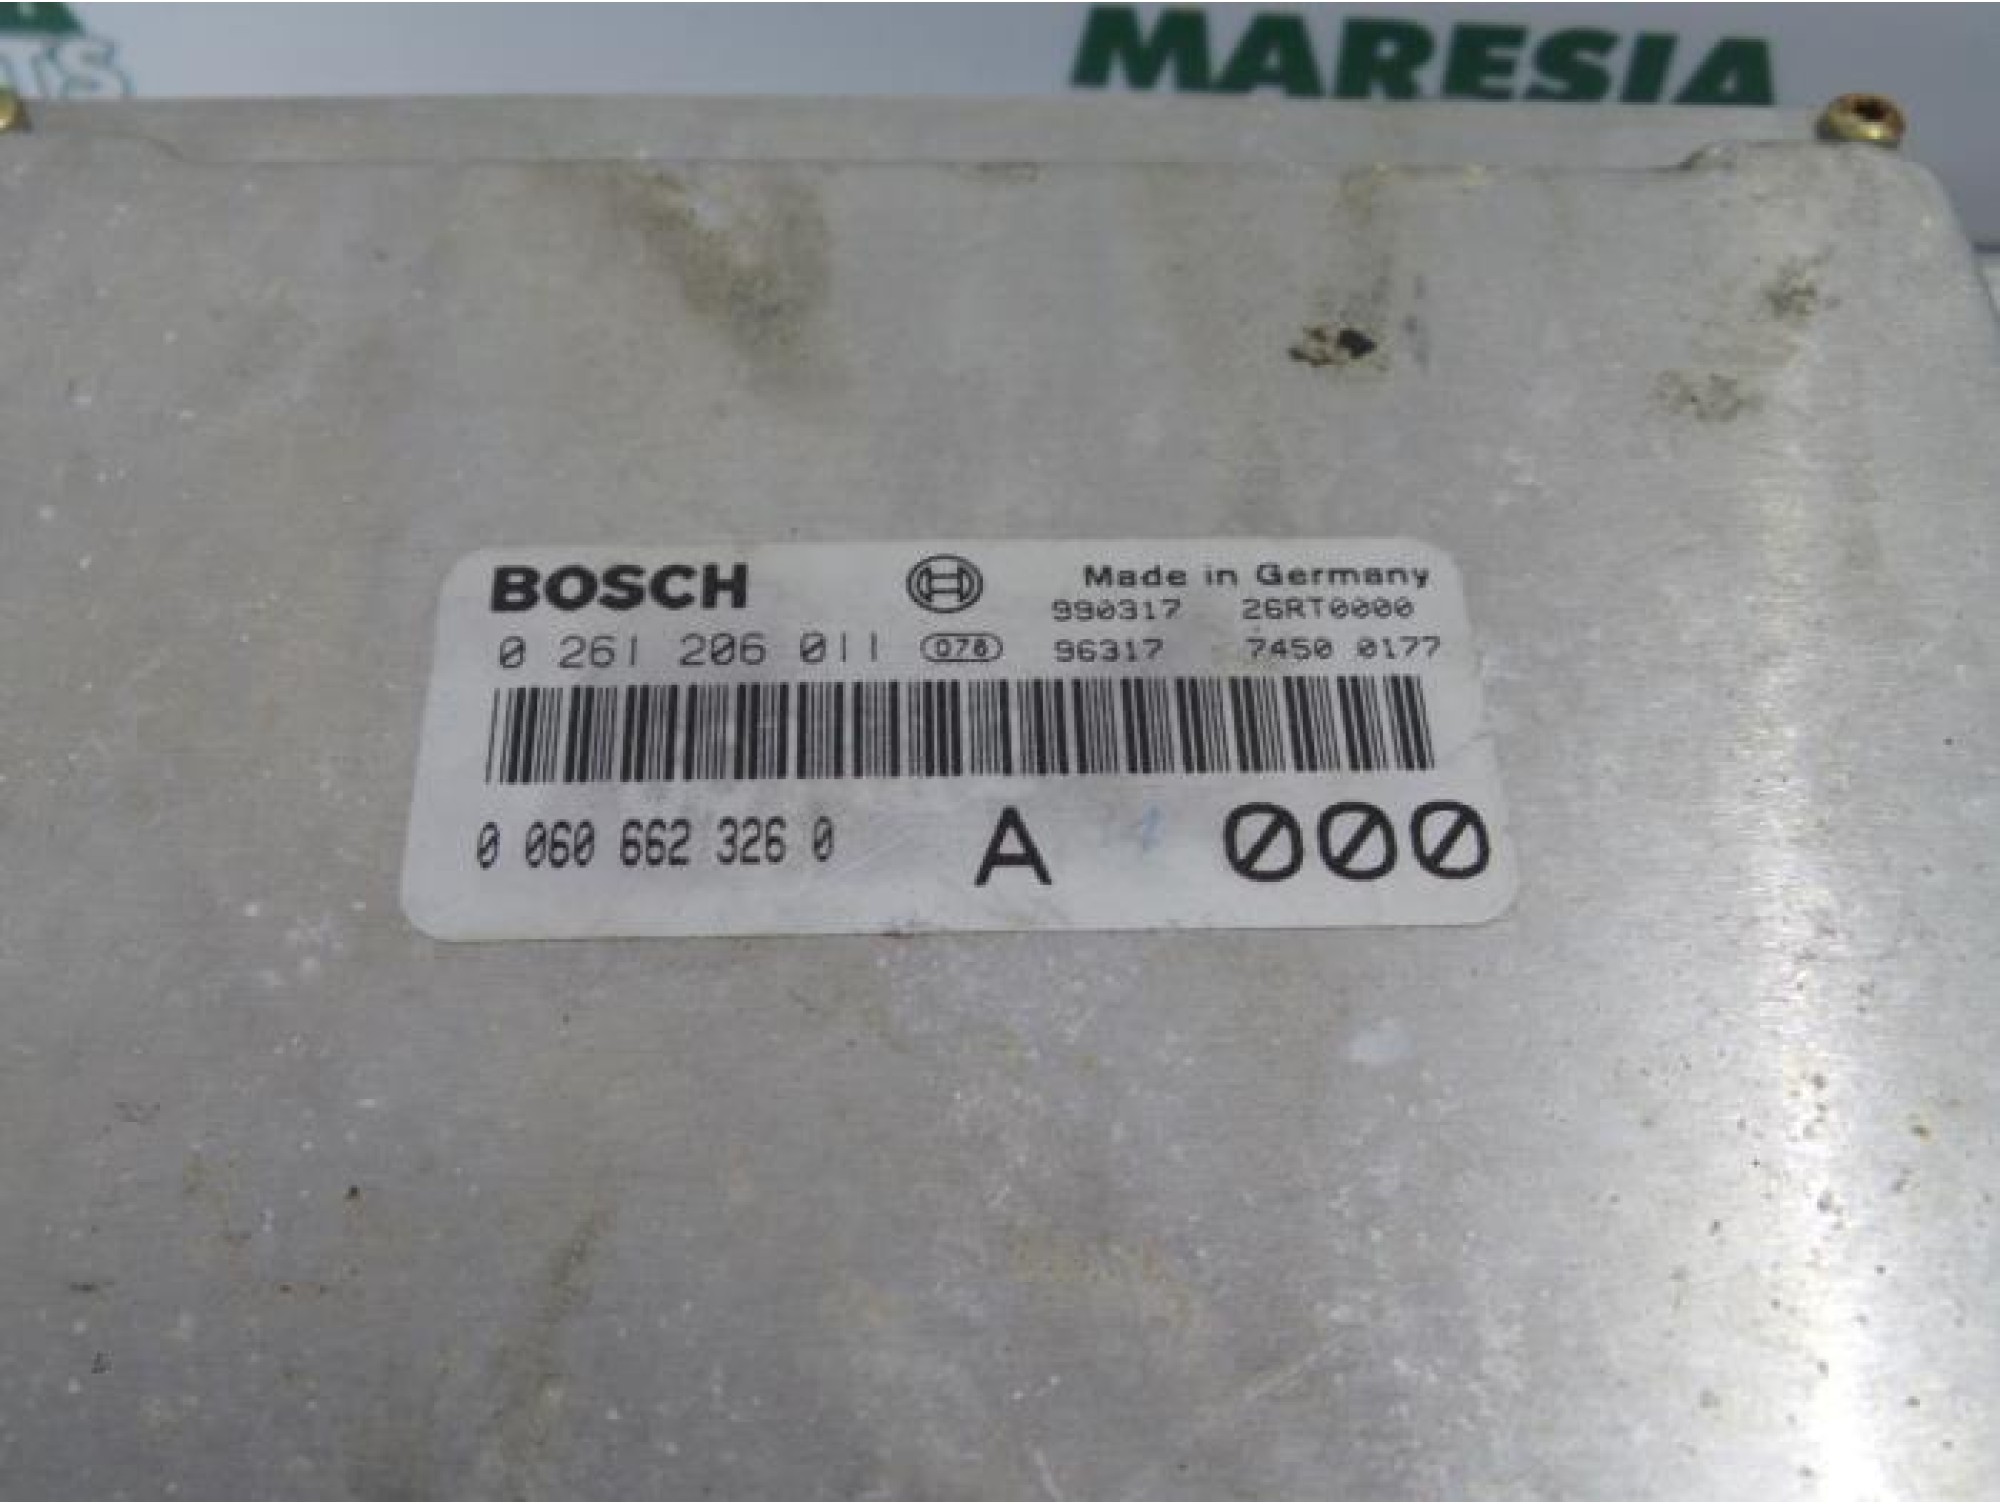 MARESIA
BOSCH
Made in Germany
990317 26RT0000
0 261 206 011 078 96317 7450 0177
0 060 662 326 0 A 000